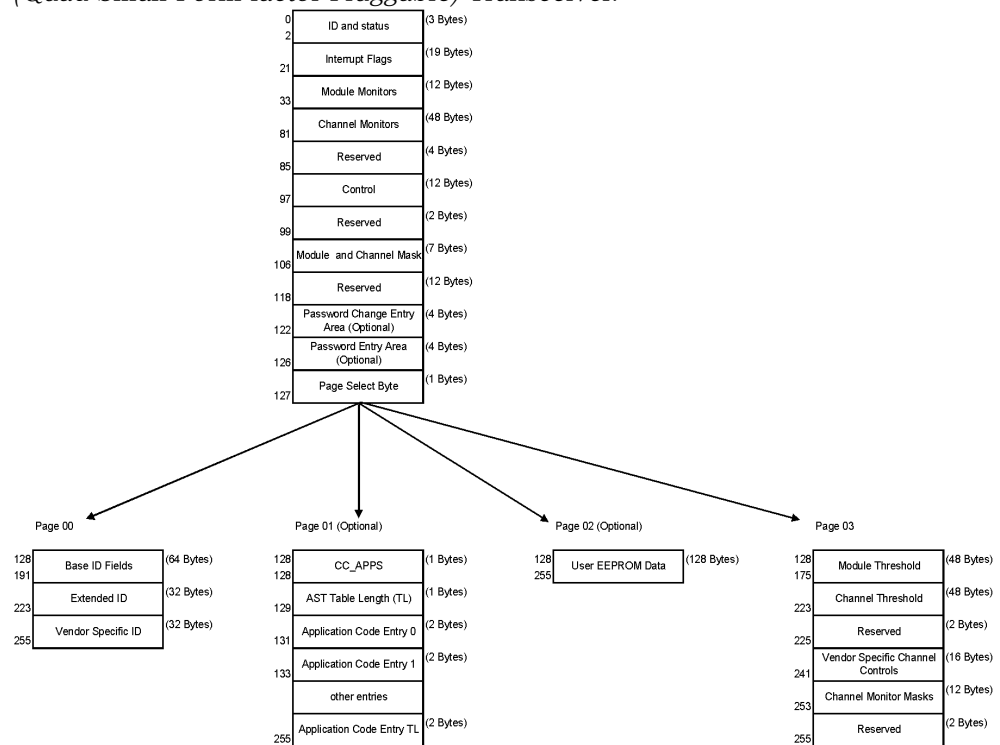 (Quad Small Form-factor Pluggable) Transceiver.
0
ID and status
(3 Bytes)
2
Interrupt Flags
(19 Bytes)
21
Module Monitors
(12 Bytes)
33
Channel Monitors
(48 Bytes)
81
Reserved
(4 Bytes)
85
Control
(12 Bytes)
97
Reserved
(2 Bytes)
99
Module and Channel Mask
(7 Bytes)
106
Reserved
(12 Bytes)
118
Password Change Entry
Area (Optional)
(4 Bytes)
122
Password Entry Area
(Optional)
(4 Bytes)
126
Page Select Byte
(1 Bytes)
127
Page 00
128
Base ID Fields
(64 Bytes)
191
Extended ID
(32 Bytes)
223
Vendor Specific ID
(32 Bytes)
255
Page 01 (Optional)
128
CC_APPS
(1 Bytes)
128
AST Table Length (TL)
(1 Bytes)
129
Application Code Entry 0
(2 Bytes)
131
Application Code Entry 1
(2 Bytes)
133
other entries
Application Code Entry TL
(2 Bytes)
255
Page 02 (Optional)
128
User EEPROM Data
(128 Bytes)
255
Page 03
128
Module Threshold
(48 Bytes)
175
Channel Threshold
(48 Bytes)
223
Reserved
(2 Bytes)
225
Vendor Specific Channel
Controls
(16 Bytes)
241
Channel Monitor Masks
(12 Bytes)
253
Reserved
(2 Bytes)
255